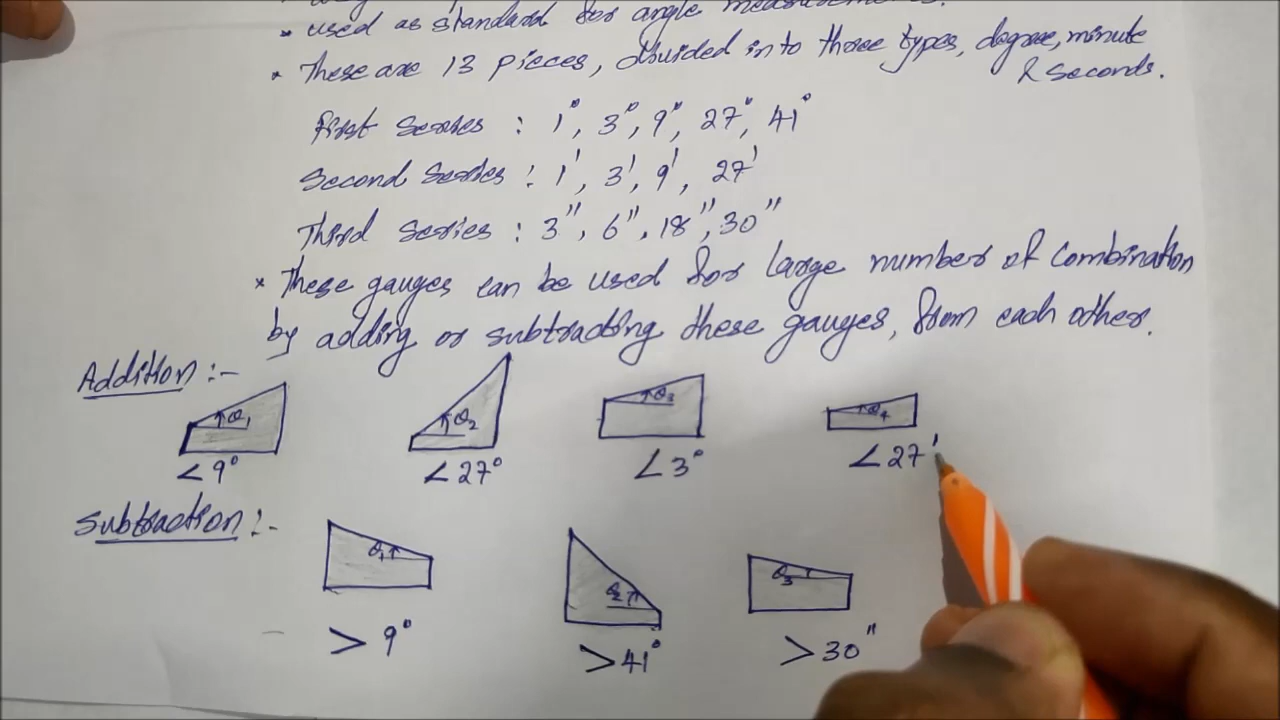 * used as standard for angle measurements.
* These are 13 pieces, divided into three types, degree, minute
& Seconds.
First Series : 1°, 3°, 9°, 27°, 41°
Second Series : 1', 3', 9', 27'
Third Series : 3", 6", 18", 30"
* These gauges can be used for large number of combination
by adding or subtracting these gauges, from each other.
Addition :-
θ₁ θ₂ θ₃ θ₄
< 9° < 27° < 3° < 27'
Subtraction :-
θ₁ θ₂ θ₃
> 9° > 41° > 30"